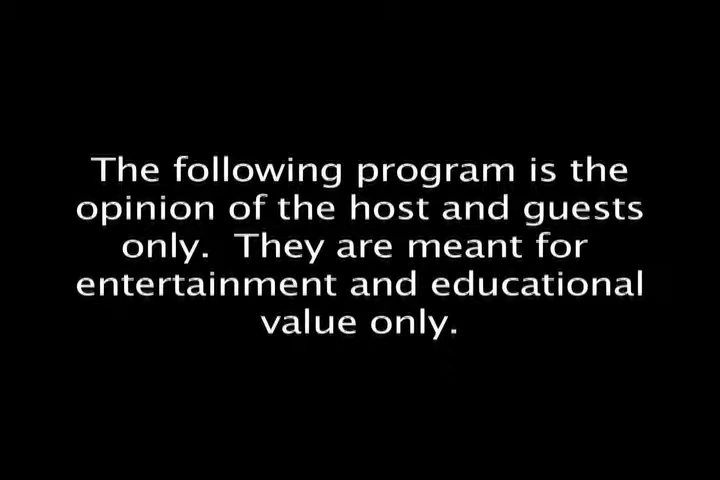 The following program is the
opinion of the host and guests
only.  They are meant for
entertainment and educational
value only.